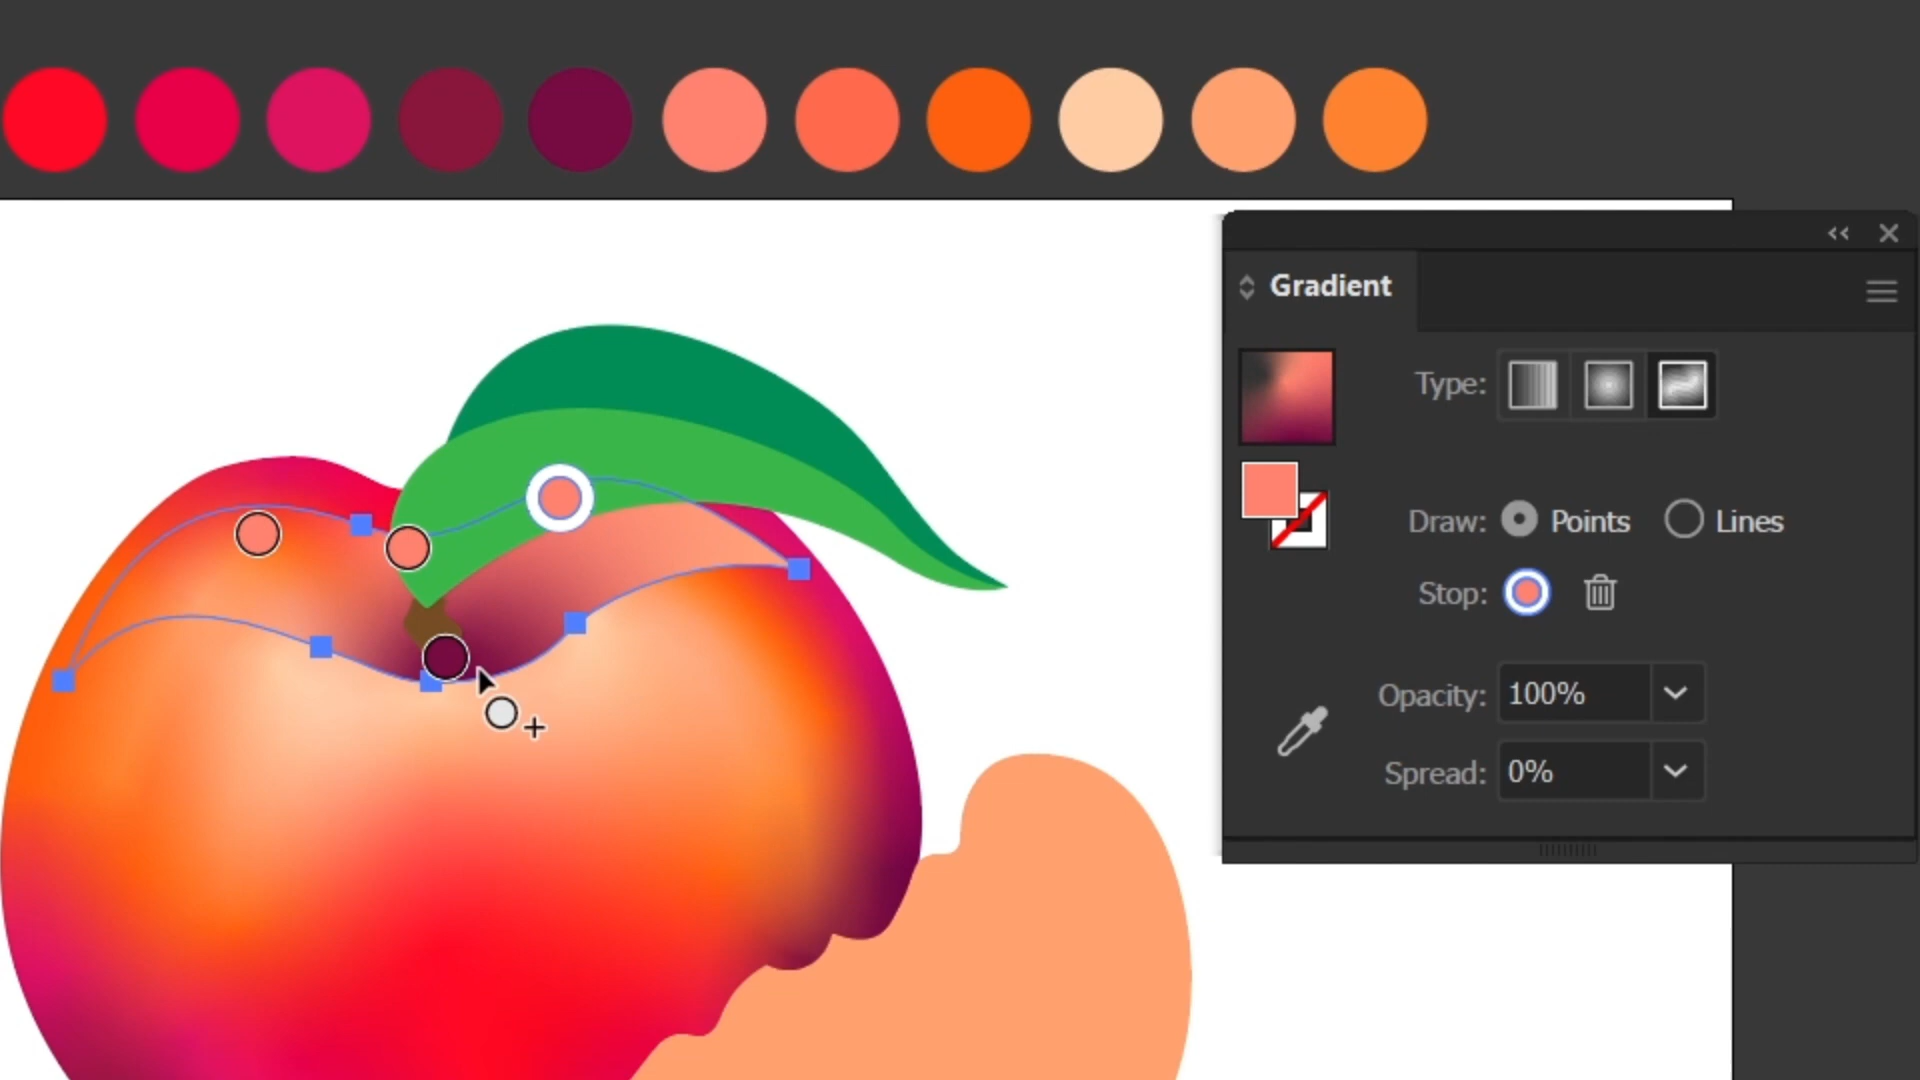 Gradient
Type:
Draw: Points Lines
Stop:
Opacity: 100%
Spread: 0%